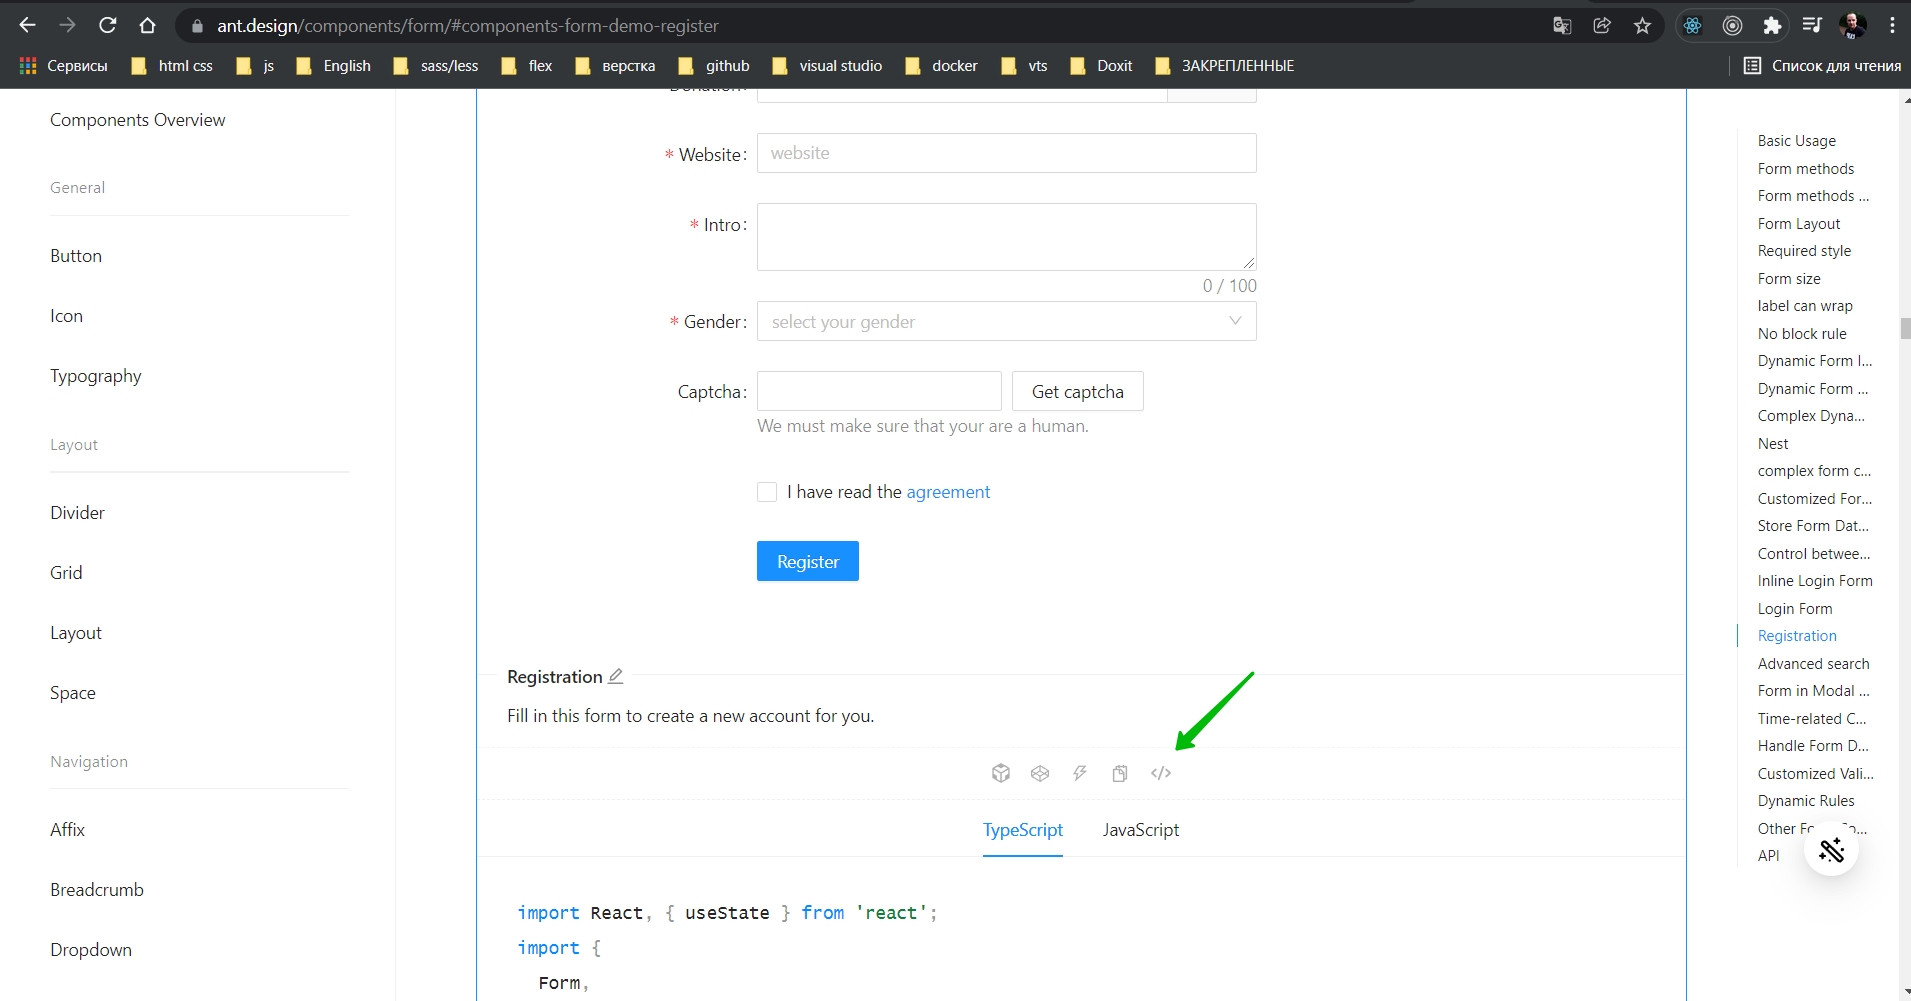 ant.design/components/form/#components-form-demo-register
Сервисы html css js English sass/less flex верстка github visual studio docker vts Doxit ЗАКРЕПЛЕННЫЕ Список для чтения
Components Overview
General
Button
Icon
Typography
Layout
Divider
Grid
Layout
Space
Navigation
Affix
Breadcrumb
Dropdown
* Website: website
* Intro:
0 / 100
* Gender: select your gender
Captcha: Get captcha
We must make sure that your are a human.
I have read the agreement
Register
Registration
Fill in this form to create a new account for you.
TypeScript JavaScript
import React, { useState } from 'react';
import {
Form,
Basic Usage
Form methods
Form methods ...
Form Layout
Required style
Form size
label can wrap
No block rule
Dynamic Form I...
Dynamic Form ...
Complex Dyna...
Nest
complex form c...
Customized For...
Store Form Dat...
Control betwee...
Inline Login Form
Login Form
Registration
Advanced search
Form in Modal ...
Time-related C...
Handle Form D...
Customized Vali...
Dynamic Rules
Other
API